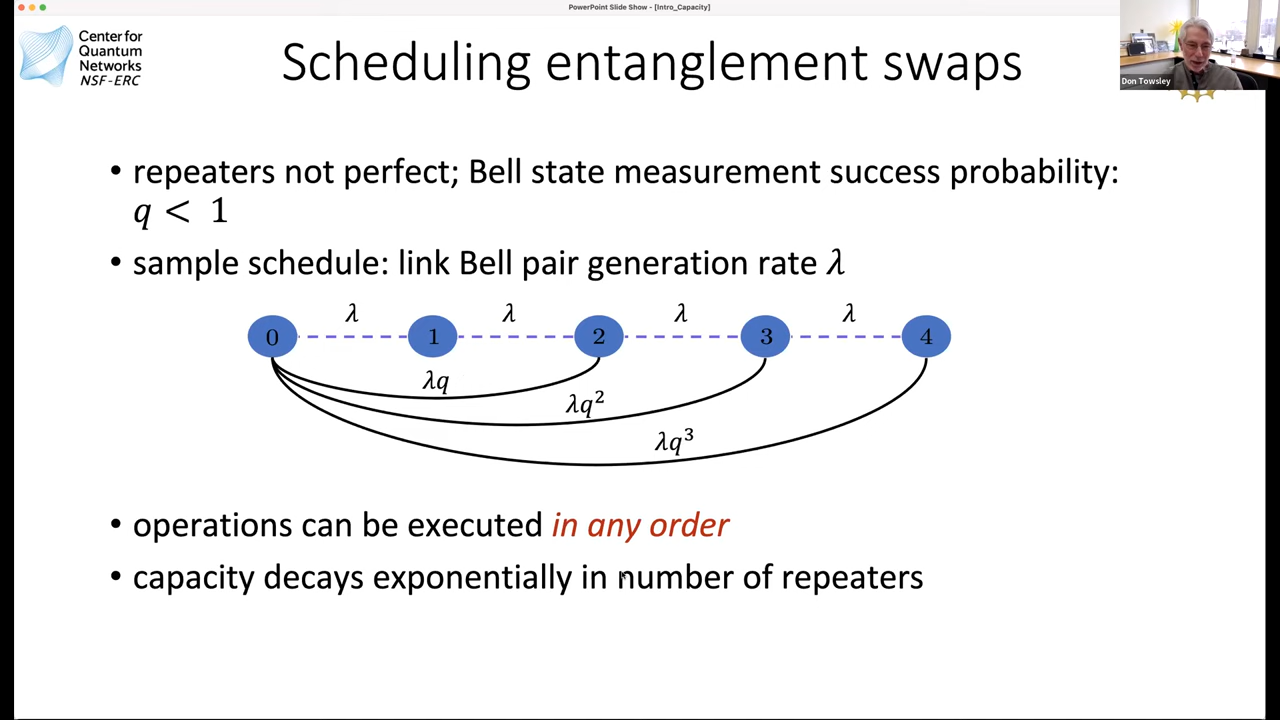 PowerPoint Slide Show - [Intro_Capacity]
Center for
Quantum
Networks
NSF-ERC
Scheduling entanglement swaps
Don Towsley
• repeaters not perfect; Bell state measurement success probability:
q < 1
• sample schedule: link Bell pair generation rate λ
λ λ λ λ
0 1 2 3 4
λq
λq²
λq³
• operations can be executed in any order
• capacity decays exponentially in number of repeaters